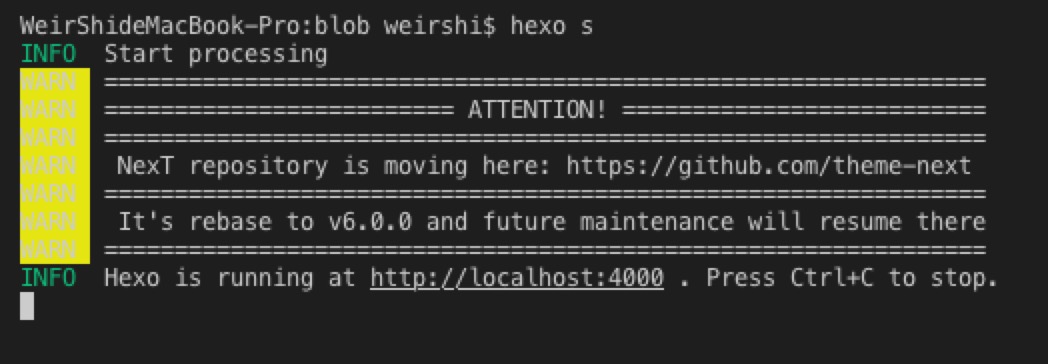 WeirShideMacBook-Pro:blob weirshi$ hexo s
INFO  Start processing
WARN  ===============================================================
WARN  ========================= ATTENTION! ==========================
WARN  ===============================================================
WARN   NexT repository is moving here: https://github.com/theme-next
WARN  ===============================================================
WARN   It's rebase to v6.0.0 and future maintenance will resume there
WARN  ===============================================================
INFO  Hexo is running at http://localhost:4000 . Press Ctrl+C to stop.